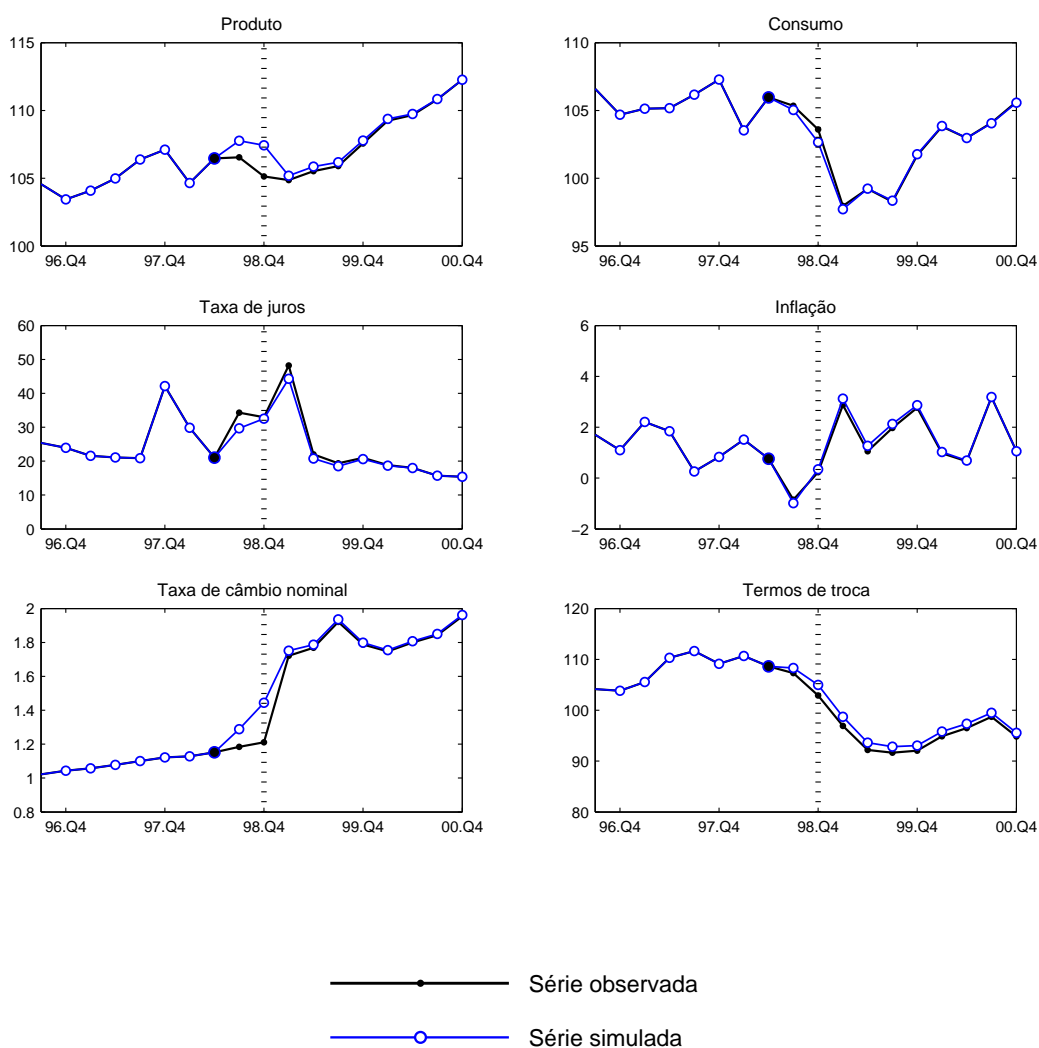 Produto
115
110
105
100
96.Q4 97.Q4 98.Q4 99.Q4 00.Q4
Consumo
110
105
100
95
96.Q4 97.Q4 98.Q4 99.Q4 00.Q4
Taxa de juros
60
50
40
30
20
10
0
96.Q4 97.Q4 98.Q4 99.Q4 00.Q4
Inflação
6
4
2
0
−2
96.Q4 97.Q4 98.Q4 99.Q4 00.Q4
Taxa de câmbio nominal
2
1.8
1.6
1.4
1.2
1
0.8
96.Q4 97.Q4 98.Q4 99.Q4 00.Q4
Termos de troca
120
110
100
90
80
96.Q4 97.Q4 98.Q4 99.Q4 00.Q4
Série observada
Série simulada